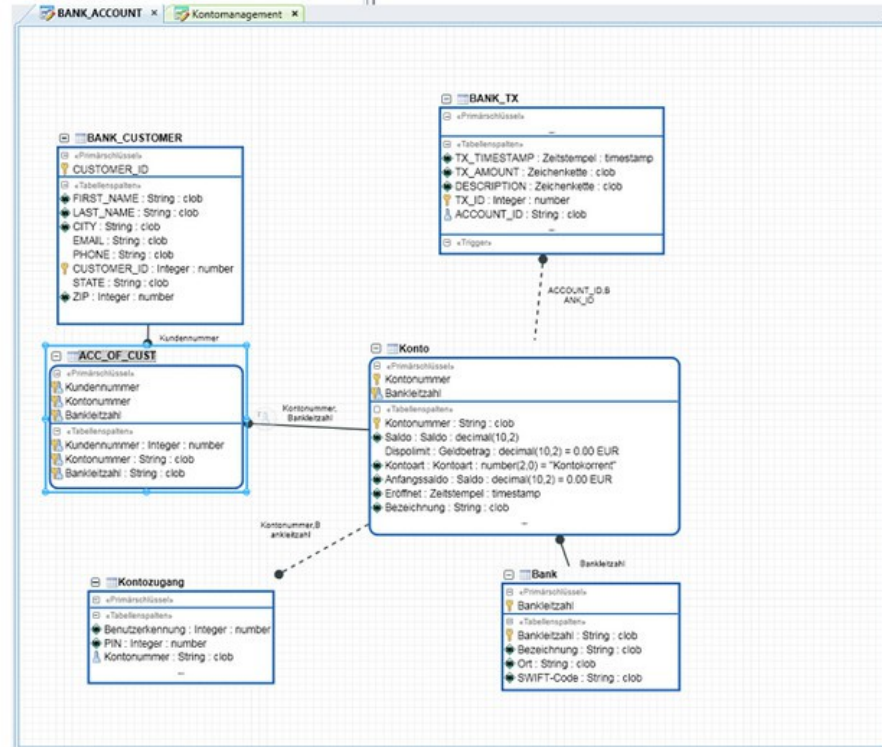 BANK_ACCOUNT ×
Kontomanagement ×
BANK_TX
«Primärschlüssel»
...
«Tabellenspalten»
TX_TIMESTAMP : Zeitstempel : timestamp
TX_AMOUNT : Zeichenkette : clob
DESCRIPTION : Zeichenkette : clob
TX_ID : Integer : number
ACCOUNT_ID : String : clob
...
«Trigger»
BANK_CUSTOMER
«Primärschlüssel»
CUSTOMER_ID
«Tabellenspalten»
FIRST_NAME : String : clob
LAST_NAME : String : clob
CITY : String : clob
EMAIL : String : clob
PHONE : String : clob
CUSTOMER_ID : Integer : number
STATE : String : clob
ZIP : Integer : number
ACCOUNT_ID,B
ANK_ID
Kundennummer
ACC_OF_CUST
«Primärschlüssel»
Kundennummer
Kontonummer
Bankleitzahl
«Tabellenspalten»
Kundennummer : Integer : number
Kontonummer : String : clob
Bankleitzahl : String : clob
Kontonummer,
Bankleitzahl
Konto
«Primärschlüssel»
Kontonummer
Bankleitzahl
«Tabellenspalten»
Kontonummer : String : clob
Saldo : Saldo : decimal(10,2)
Dispolimit : Geldbetrag : decimal(10,2) = 0.00 EUR
Kontoart : Kontoart : number(2,0) = "Kontokorrent"
Anfangssaldo : Saldo : decimal(10,2) = 0.00 EUR
Eröffnet : Zeitstempel : timestamp
Bezeichnung : String : clob
...
Kontonummer,B
ankleitzahl
Bankleitzahl
Kontozugang
«Primärschlüssel»
«Tabellenspalten»
Benutzerkennung : Integer : number
PIN : Integer : number
Kontonummer : String : clob
...
Bank
«Primärschlüssel»
Bankleitzahl
«Tabellenspalten»
Bankleitzahl : String : clob
Bezeichnung : String : clob
Ort : String : clob
SWIFT-Code : String : clob